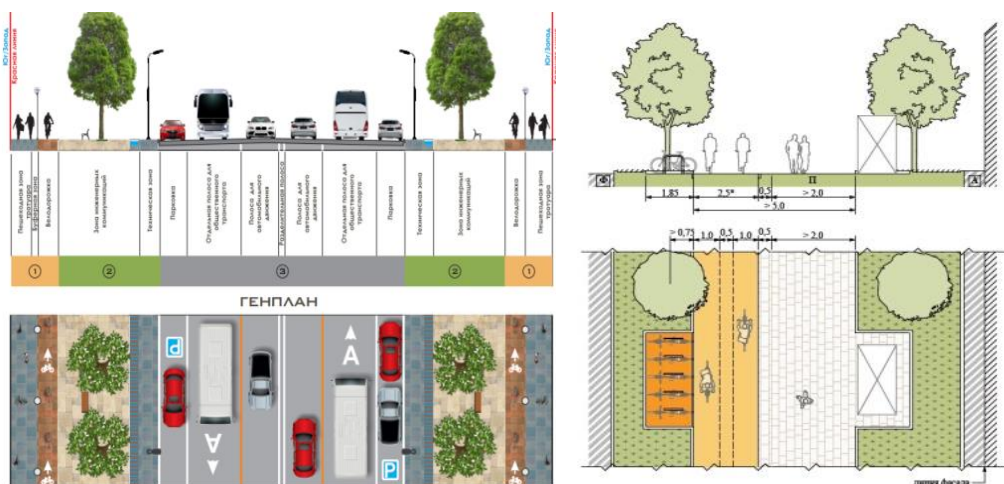 Юг/Запад
Красная линия
Юг/Запад
Пешеходная зона
тротуара
Буферная зона
Велодорожка
Зона инженерных
коммуникаций
Техническая зона
Парковка
Отдельная полоса для
общественного
транспорта
Полоса для
автомобильного
движения
Разделительная полоса
Полоса для
автомобильного
движения
Отдельная полоса для
общественного
транспорта
Парковка
Техническая зона
Зона инженерных
коммуникаций
Велодорожка
Пешеходная зона
тротуара
1
2
3
2
1
ГЕНПЛАН
P
A
A
P
Ф
П
А
1.85
2.5*
0,5
> 2.0
> 5.0
> 0,75
1.0
0,5
1.0
0,5
> 2.0
линия фасада